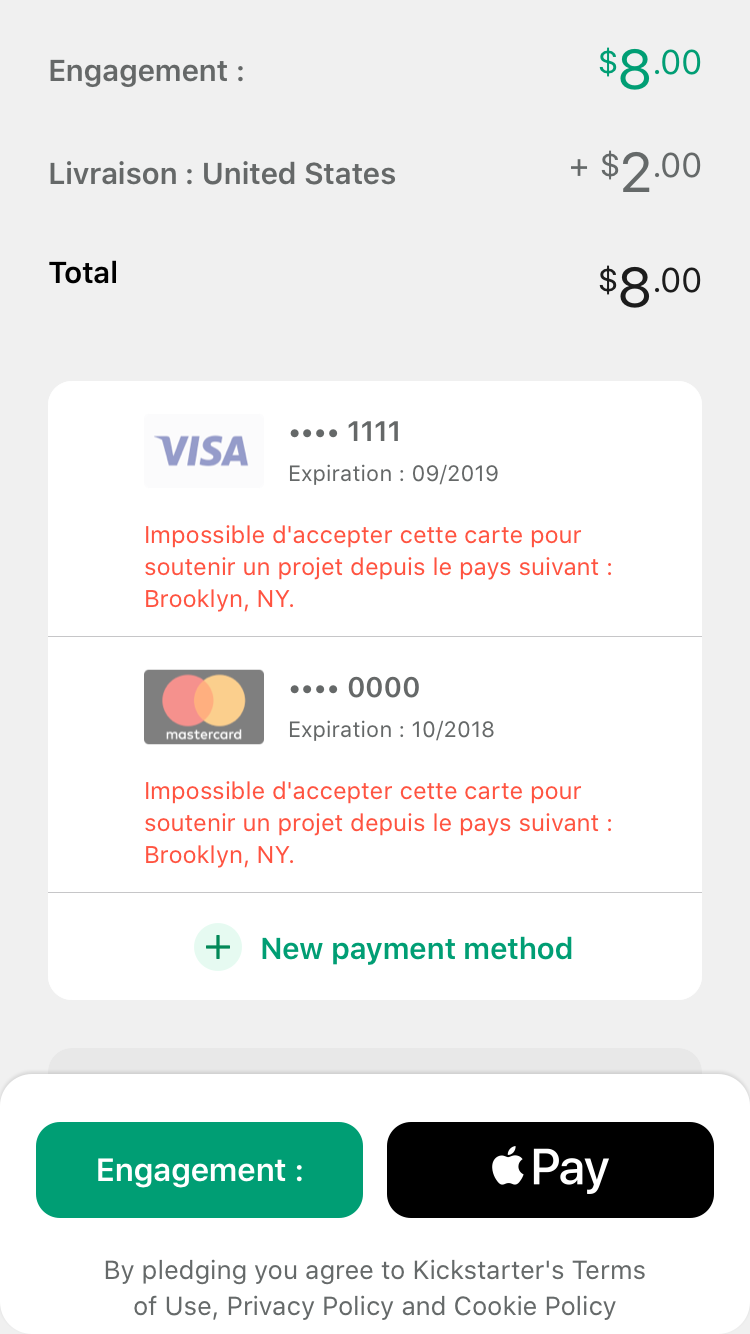 Engagement :
$8.00
Livraison : United States
+ $2.00
Total
$8.00
VISA
•••• 1111
Expiration : 09/2019
Impossible d'accepter cette carte pour
soutenir un projet depuis le pays suivant :
Brooklyn, NY.
mastercard
•••• 0000
Expiration : 10/2018
Impossible d'accepter cette carte pour
soutenir un projet depuis le pays suivant :
Brooklyn, NY.
+ New payment method
Engagement :
Pay
By pledging you agree to Kickstarter's Terms
of Use, Privacy Policy and Cookie Policy